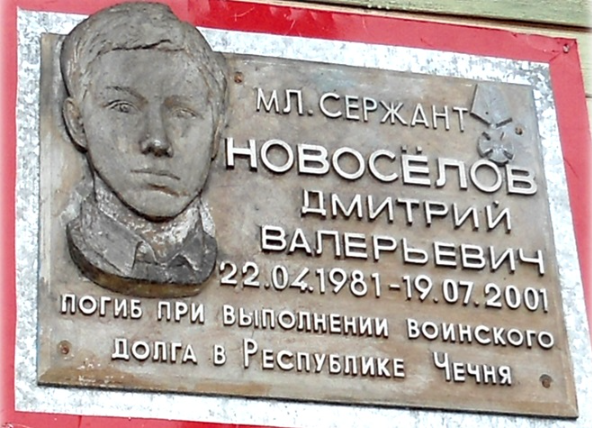 МЛ. СЕРЖАНТ
НОВОСЁЛОВ
ДМИТРИЙ
ВАЛЕРЬЕВИЧ
22.04.1981-19.07.2001
ПОГИБ ПРИ ВЫПОЛНЕНИИ ВОИНСКОГО
ДОЛГА В РЕСПУБЛИКЕ ЧЕЧНЯ